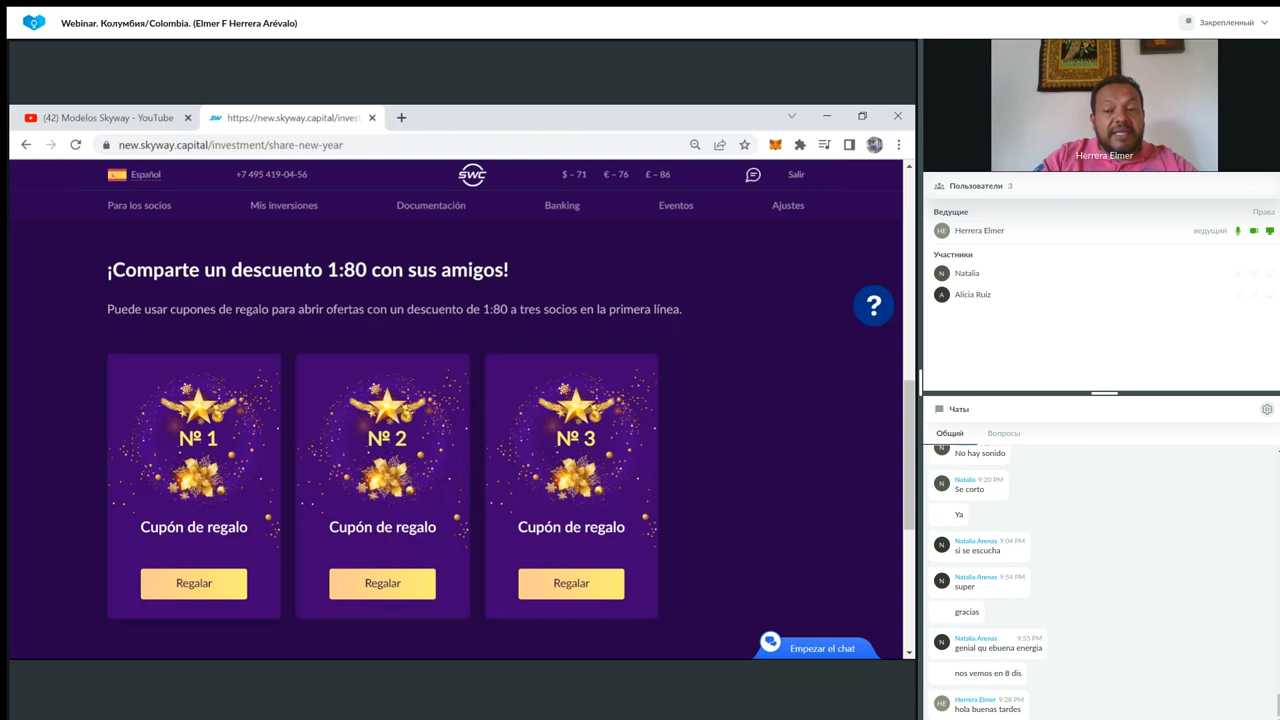 Webinar. Колумбия/Colombia. (Elmer F Herrera Arévalo)
Закрепленный
(42) Modelos Skyway - YouTube
https://new.skyway.capital/invest
new.skyway.capital/investment/share-new-year
Español
+7 495 419-04-56
SWC
$ – 71
€ – 76
£ – 86
Salir
Para los socios
Mis inversiones
Documentación
Banking
Eventos
Ajustes
¡Comparte un descuento 1:80 con sus amigos!
Puede usar cupones de regalo para abrir ofertas con un descuento de 1:80 a tres socios en la primera línea.
?
№ 1
Cupón de regalo
Regalar
№ 2
Cupón de regalo
Regalar
№ 3
Cupón de regalo
Regalar
Empezar el chat
Herrera Elmer
Пользователи 3
Ведущие
Права
HE
Herrera Elmer
ведущий
Участники
N
Natalia
A
Alicia Ruiz
Чаты
Общий
Вопросы
N
No hay sonido
N
Natalia 9:20 PM
Se corto
Ya
N
Natalia Arenas 9:04 PM
si se escucha
N
Natalia Arenas 9:54 PM
super
gracias
N
Natalia Arenas 9:55 PM
genial qu ebuena energia
nos vemos en 8 dis
HE
Herrera Elmer 9:28 PM
hola buenas tardes